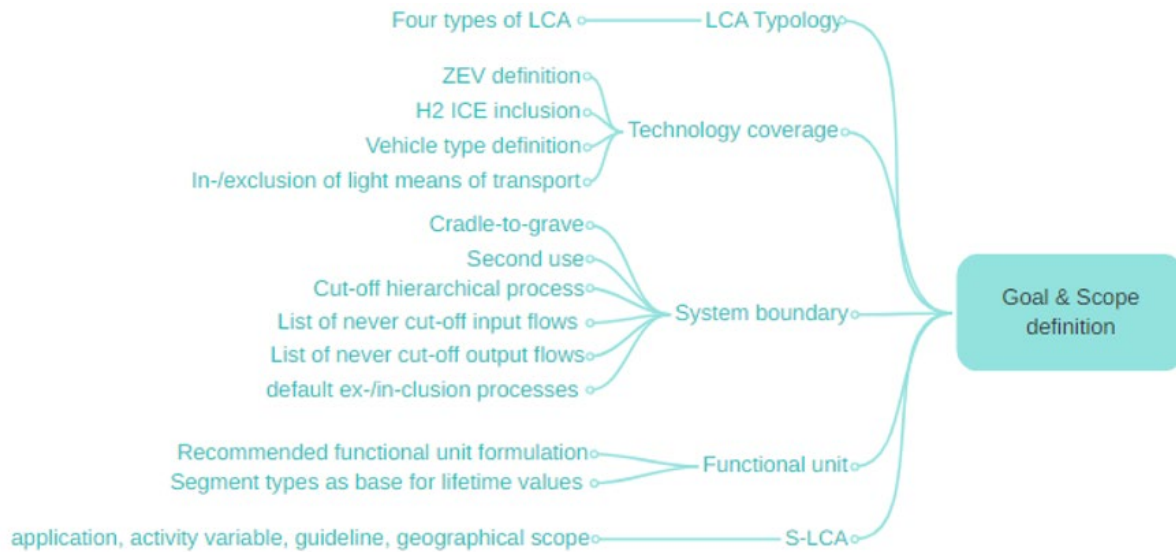 Four types of LCA
LCA Typology
ZEV definition
H2 ICE inclusion
Vehicle type definition
In-/exclusion of light means of transport
Technology coverage
Cradle-to-grave
Second use
Cut-off hierarchical process
List of never cut-off input flows
List of never cut-off output flows
default ex-/in-clusion processes
System boundary
Goal & Scope
definition
Recommended functional unit formulation
Segment types as base for lifetime values
Functional unit
application, activity variable, guideline, geographical scope
S-LCA